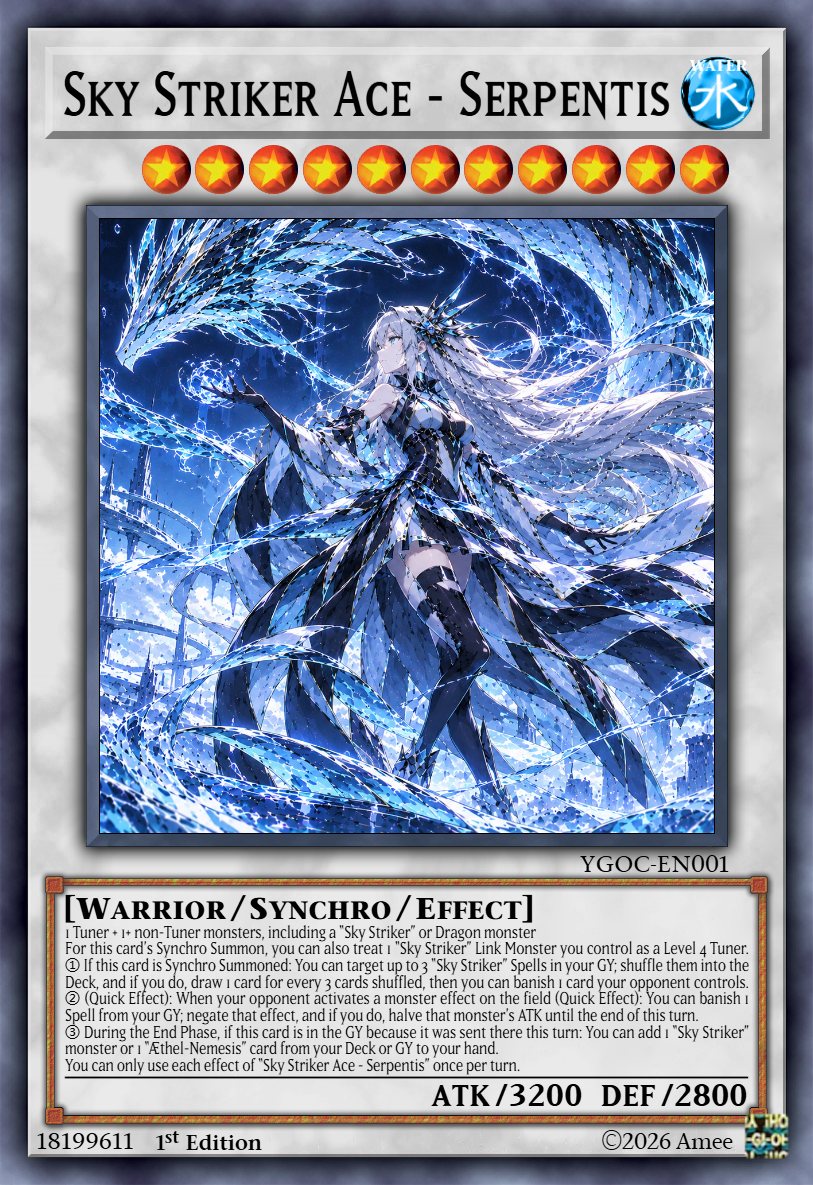 Sky Striker Ace - Serpentis
WATER
水
YGOC-EN001
[Warrior/Synchro/Effect]
1 Tuner + 1+ non-Tuner monsters, including a "Sky Striker" or Dragon monster
For this card's Synchro Summon, you can also treat 1 "Sky Striker" Link Monster you control as a Level 4 Tuner.
① If this card is Synchro Summoned: You can target up to 3 "Sky Striker" Spells in your GY; shuffle them into the
Deck, and if you do, draw 1 card for every 3 cards shuffled, then you can banish 1 card your opponent controls.
② (Quick Effect): When your opponent activates a monster effect on the field (Quick Effect): You can banish 1
Spell from your GY; negate that effect, and if you do, halve that monster's ATK until the end of this turn.
③ During the End Phase, if this card is in the GY because it was sent there this turn: You can add 1 "Sky Striker"
monster or 1 "Æthel-Nemesis" card from your Deck or GY to your hand.
You can only use each effect of "Sky Striker Ace - Serpentis" once per turn.
ATK/3200 DEF/2800
18199611 1st Edition ©2026 Amee